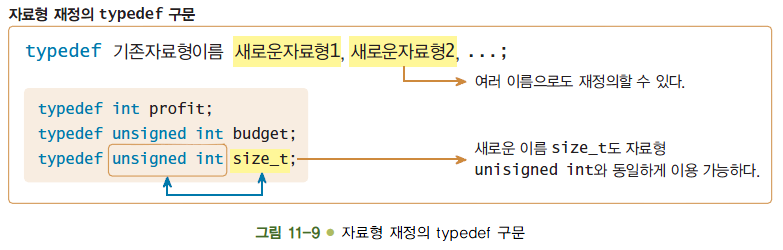 자료형 재정의 typedef 구문
typedef 기존자료형이름 새로운자료형1, 새로운자료형2, ...;
여러 이름으로도 재정의할 수 있다.
typedef int profit;
typedef unsigned int budget;
typedef unsigned int size_t;
새로운 이름 size_t도 자료형
unisigned int와 동일하게 이용 가능하다.
그림 11-9 ● 자료형 재정의 typedef 구문